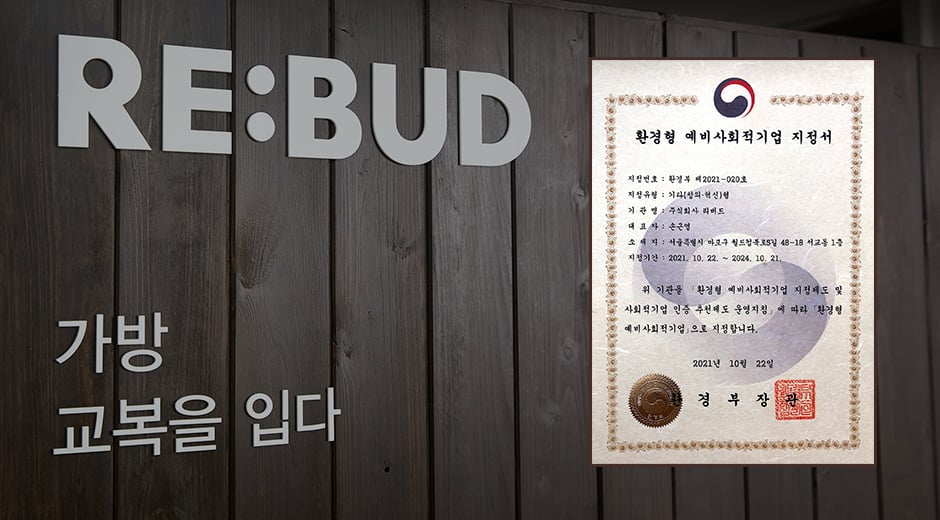 RE:BUD
가방
교복을 입다
환경형 예비사회적기업 지정서
지정번호 : 환경부 제2021-020호
지정유형 : 기타(창의·혁신)형
기 관 명 : 주식회사 리버드
대 표 자 : 손근열
소 재 지 : 서울특별시 마포구 월드컵북로5길 48-18 서교동 1층
지정기간 : 2021. 10. 22. ~ 2024. 10. 21.
위 기관을 「환경형 예비사회적기업 지정제도 및
사회적기업 인증 추천제도 운영지침」에 따라 「환경형
예비사회적기업」으로 지정합니다.
2021년 10월 22일
환 경 부 장 관